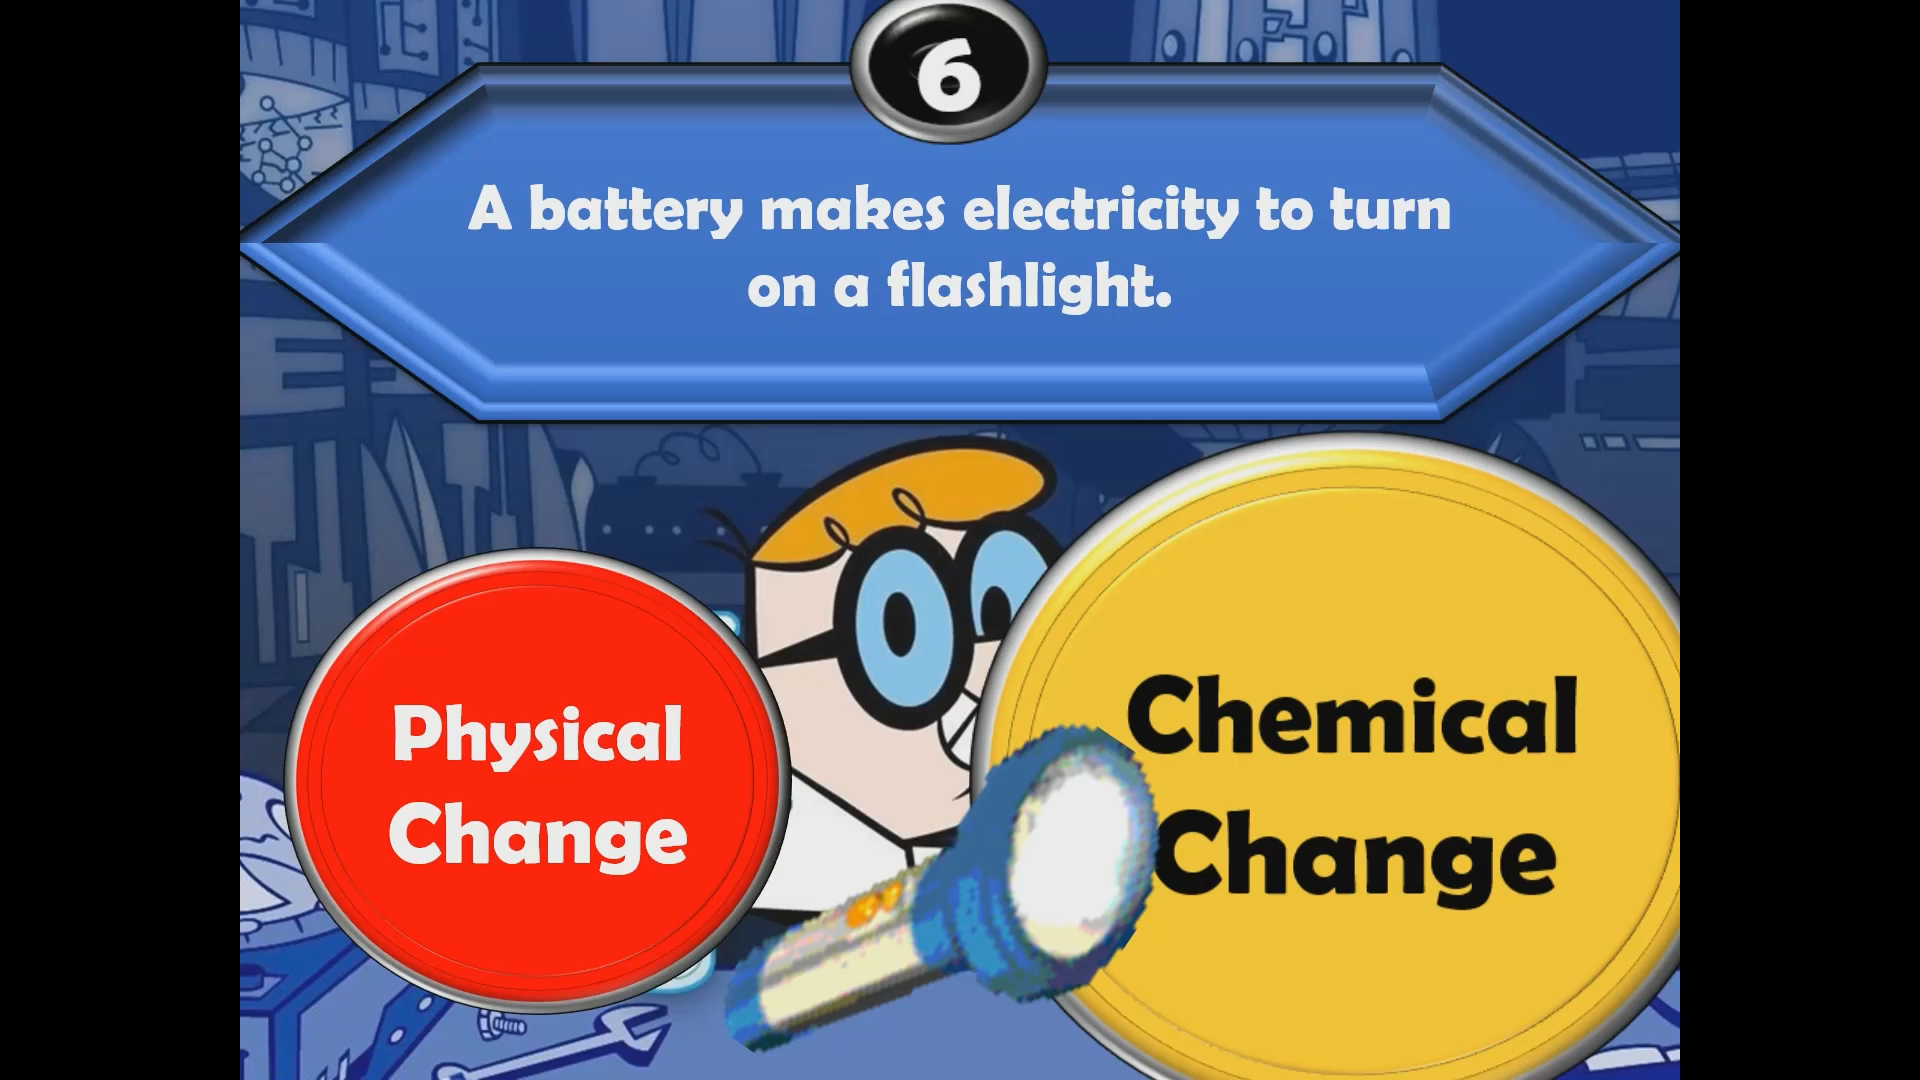 6
A battery makes electricity to turn
on a flashlight.
Physical
Change
Chemical
Change